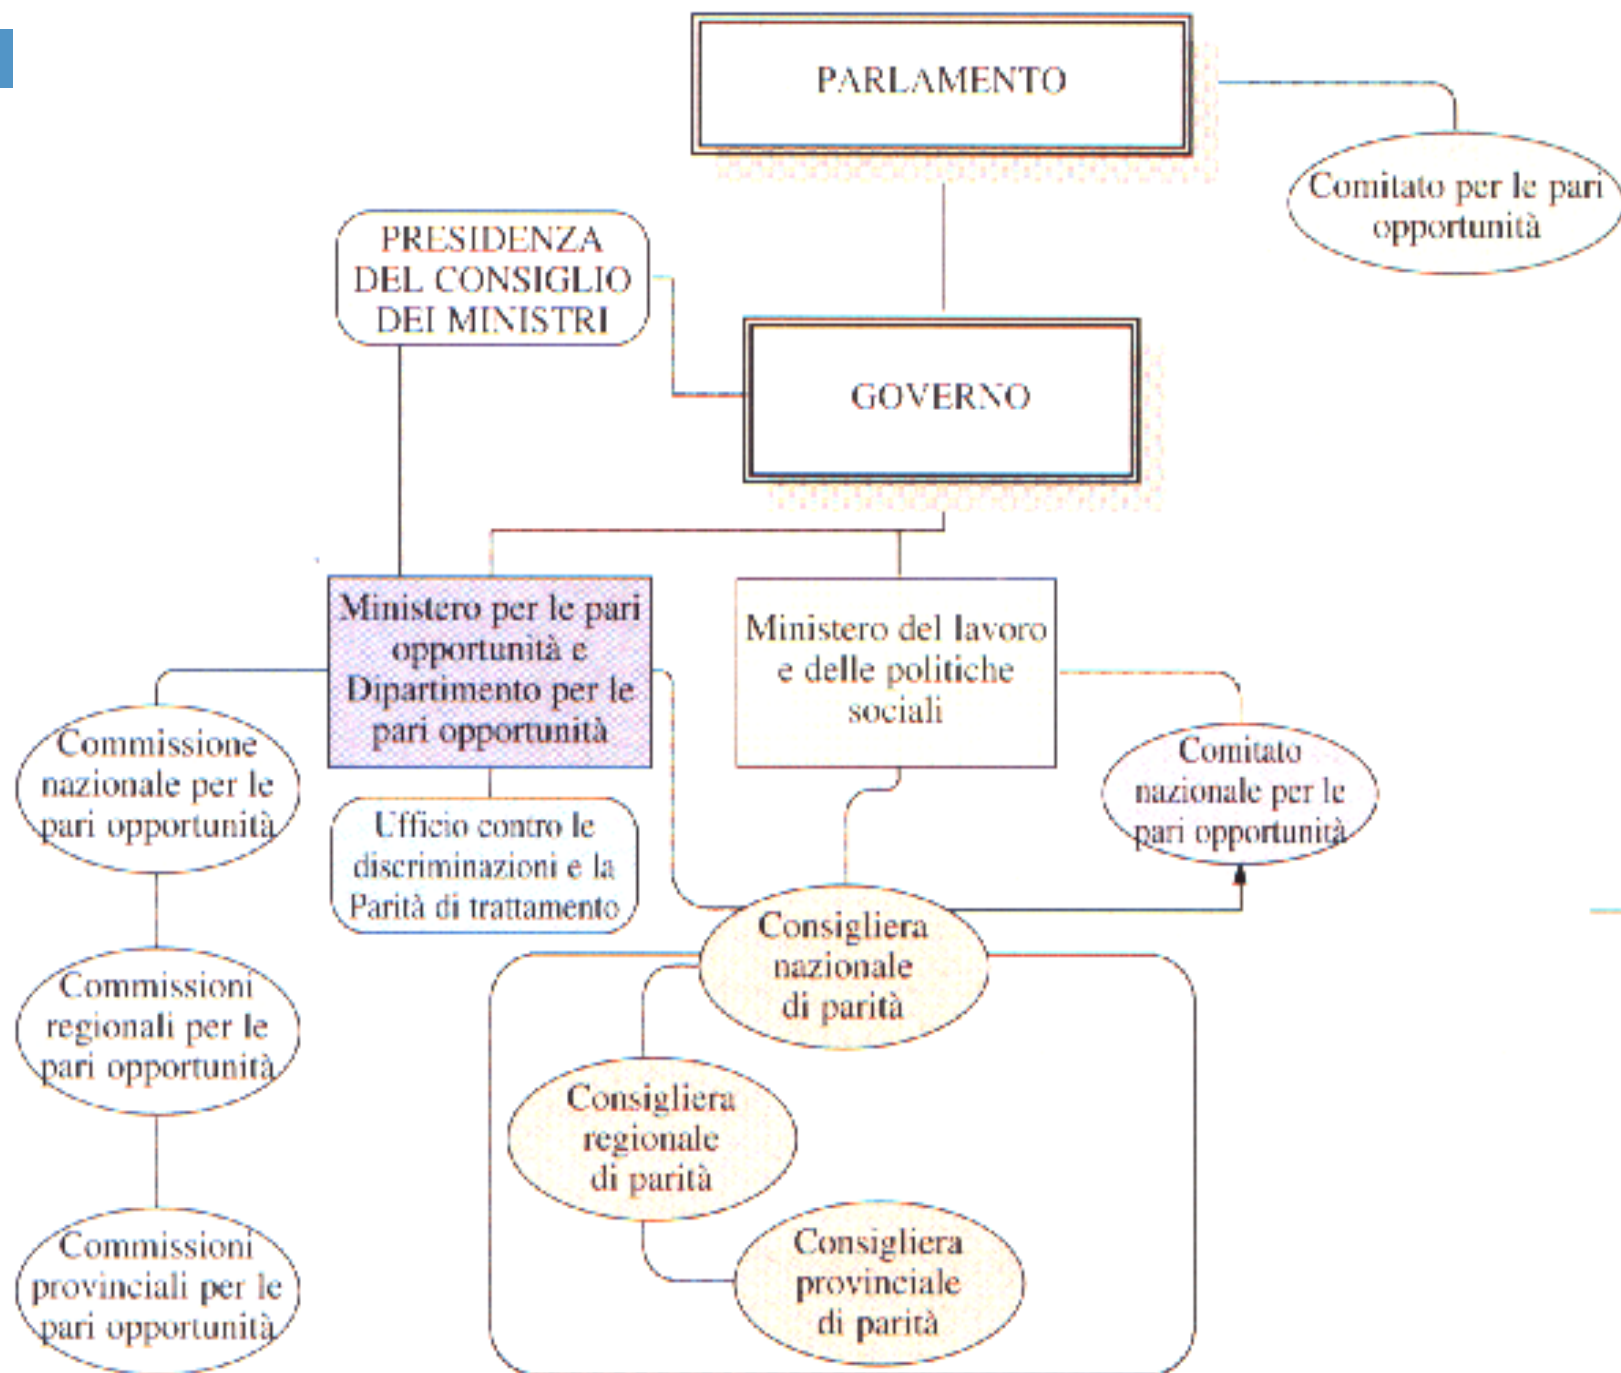 PARLAMENTO
Comitato per le pari
opportunità
PRESIDENZA
DEL CONSIGLIO
DEI MINISTRI
GOVERNO
Ministero per le pari
opportunità e
Dipartimento per le
pari opportunità
Ministero del lavoro
e delle politiche
sociali
Commissione
nazionale per le
pari opportunità
Ufficio contro le
discriminazioni e la
Parità di trattamento
Comitato
nazionale per le
pari opportunità
Consigliera
nazionale
di parità
Commissioni
regionali per le
pari opportunità
Consigliera
regionale
di parità
Commissioni
provinciali per le
pari opportunità
Consigliera
provinciale
di parità